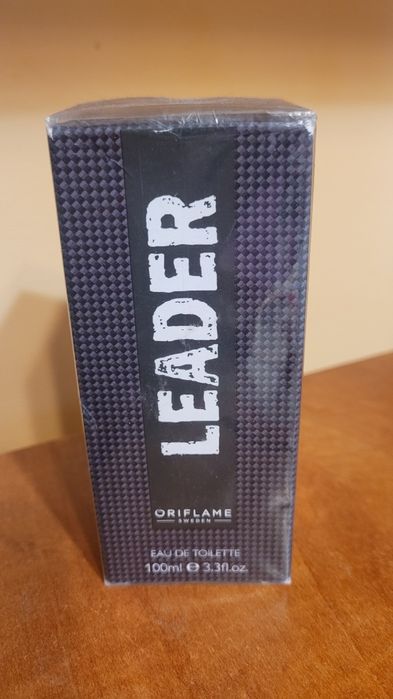 LEADER
ORIFLAME
SWEDEN
EAU DE TOILETTE
100ml ℮ 3.3fl.oz.